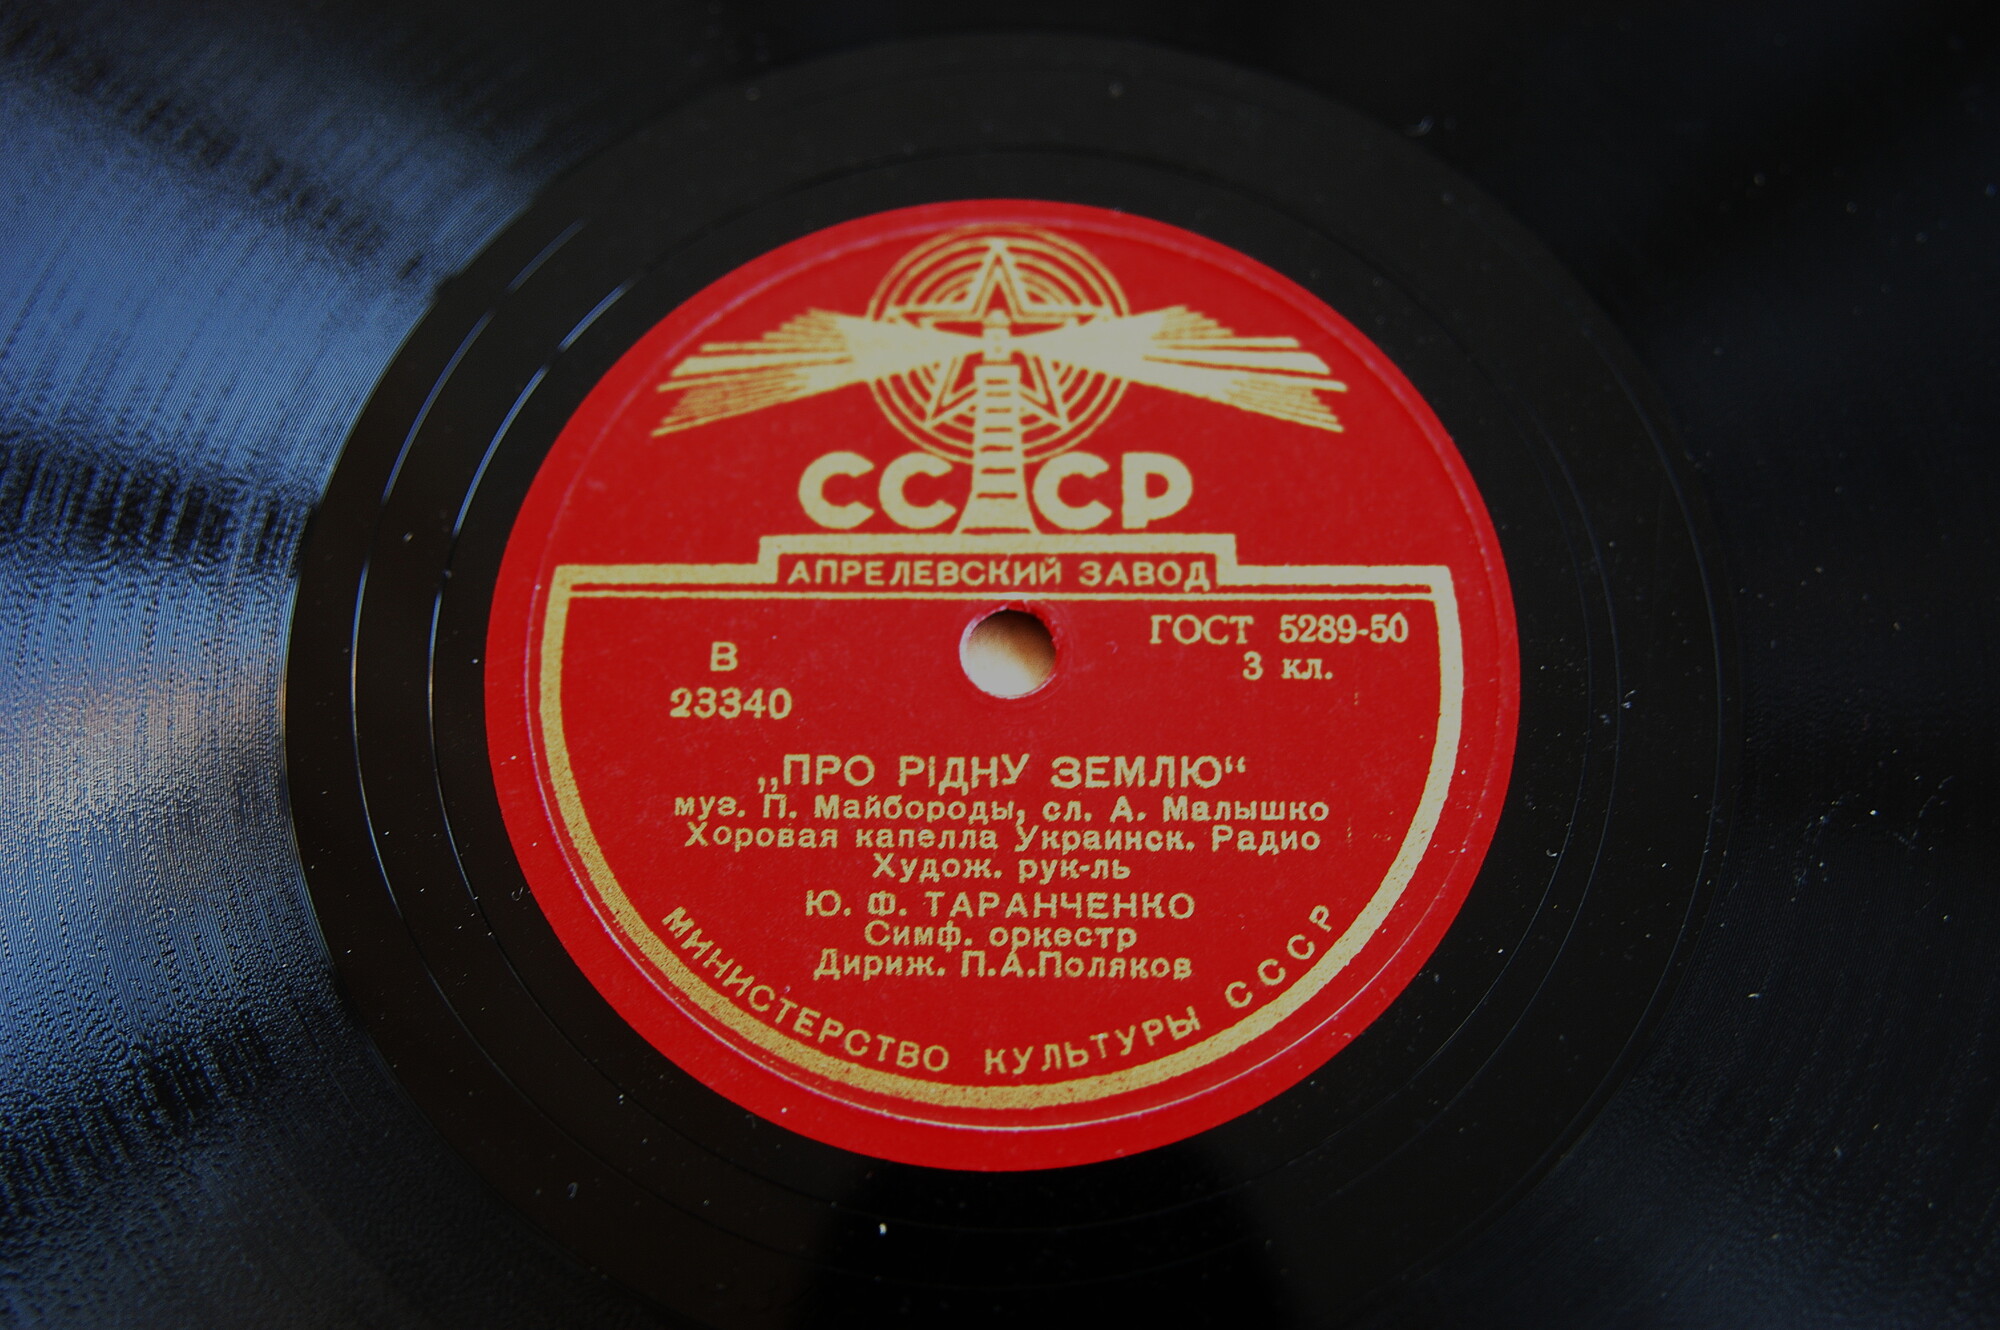 СССР
АПРЕЛЕВСКИЙ ЗАВОД
В
23340
ГОСТ 5289-50
3 кл.
„ПРО РІДНУ ЗЕМЛЮ“
муз. П. Майбороды, сл. А. Малышко
Хоровая капелла Украинск. Радио
Худож. рук-ль
Ю. Ф. ТАРАНЧЕНКО
Симф. оркестр
Дириж. П.А.Поляков
МИНИСТЕРСТВО КУЛЬТУРЫ СССР